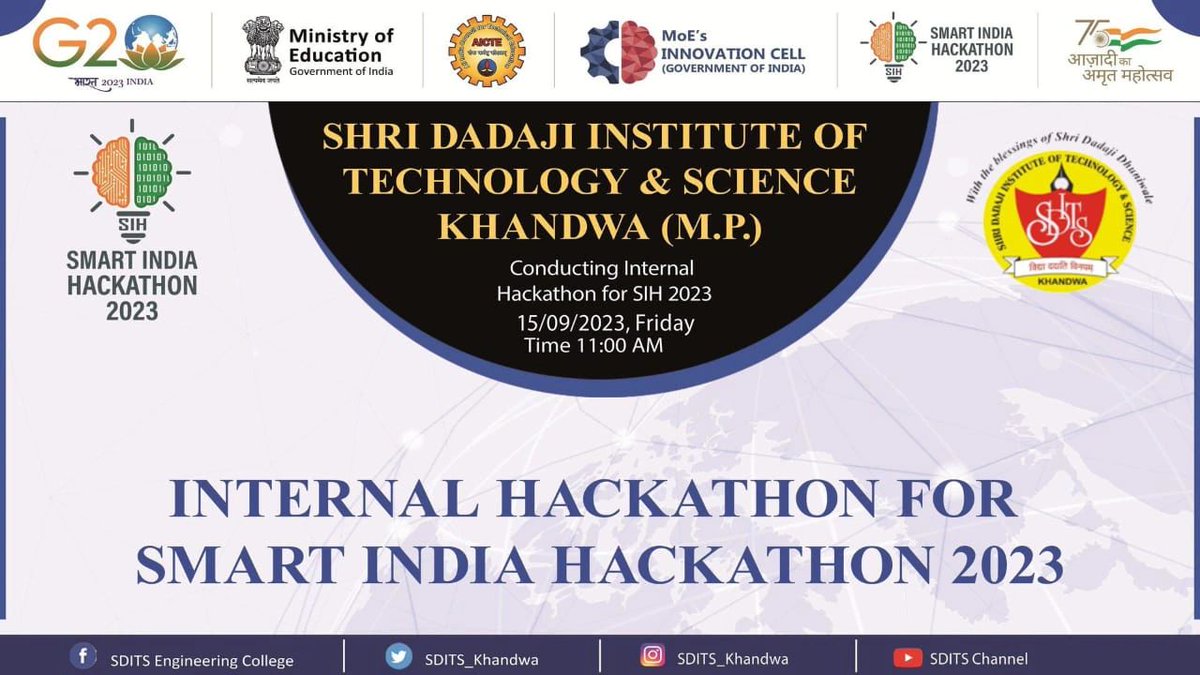 G20
भारत 2023 INDIA
सत्यमेव जयते
Ministry of
Education
Government of India
AICTE
MoE's
INNOVATION CELL
(GOVERNMENT OF INDIA)
SIH
SMART INDIA
HACKATHON
2023
75
आज़ादी का
अमृत महोत्सव
SIH
SMART INDIA
HACKATHON
2023
SHRI DADAJI INSTITUTE OF
TECHNOLOGY & SCIENCE
KHANDWA (M.P.)
Conducting Internal
Hackathon for SIH 2023
15/09/2023, Friday
Time 11:00 AM
With the blessings of Shri Dadaji Dhuniwale
SHRI DADAJI INSTITUTE OF TECHNOLOGY & SCIENCE
SDITS
विद्या ददाति विनयम्
KHANDWA
INTERNAL HACKATHON FOR
SMART INDIA HACKATHON 2023
SDITS Engineering College
SDITS_Khandwa
SDITS_Khandwa
SDITS Channel